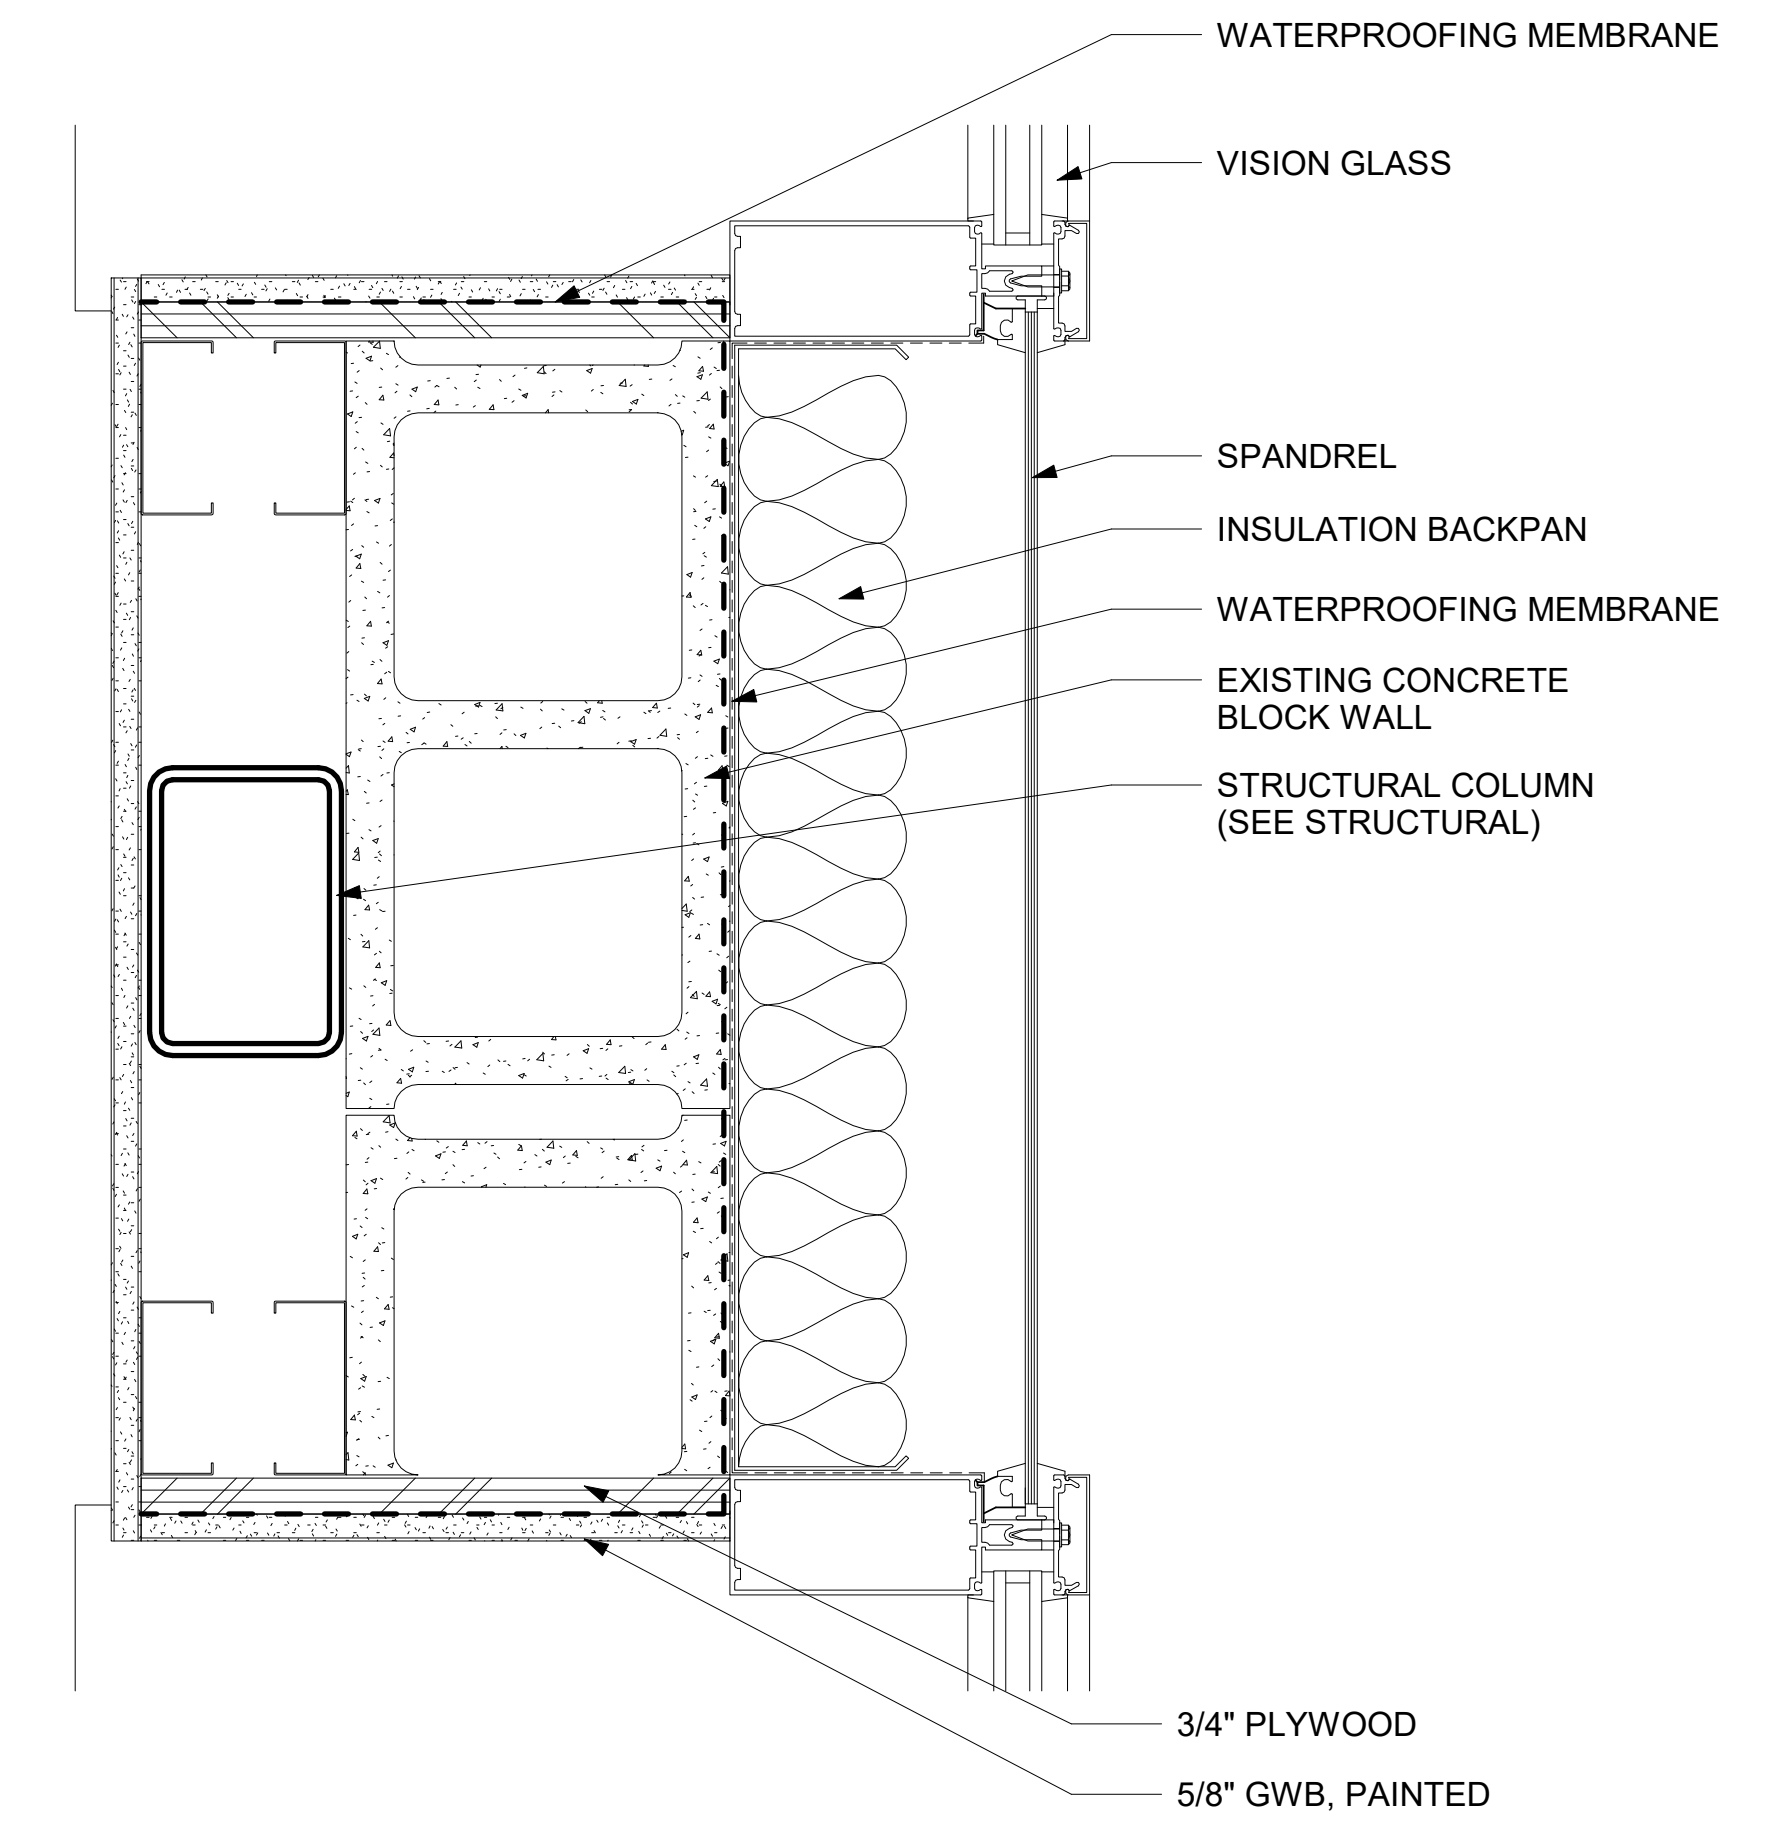 WATERPROOFING MEMBRANE
VISION GLASS
SPANDREL
INSULATION BACKPAN
WATERPROOFING MEMBRANE
EXISTING CONCRETE
BLOCK WALL
STRUCTURAL COLUMN
(SEE STRUCTURAL)
3/4" PLYWOOD
5/8" GWB, PAINTED